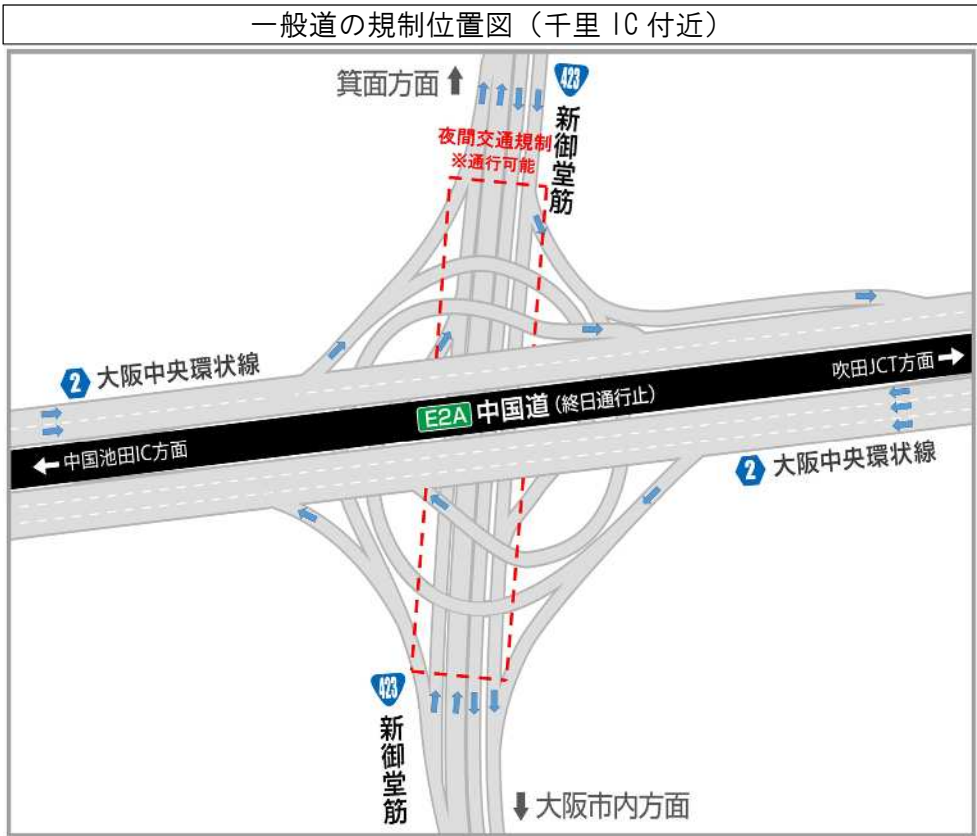 一般道の規制位置図（千里 IC 付近）
箕面方面
423
新御堂筋
夜間交通規制
※通行可能
2 大阪中央環状線
吹田JCT方面
E2A 中国道 (終日通行止)
中国池田IC方面
2 大阪中央環状線
423
新御堂筋
大阪市内方面